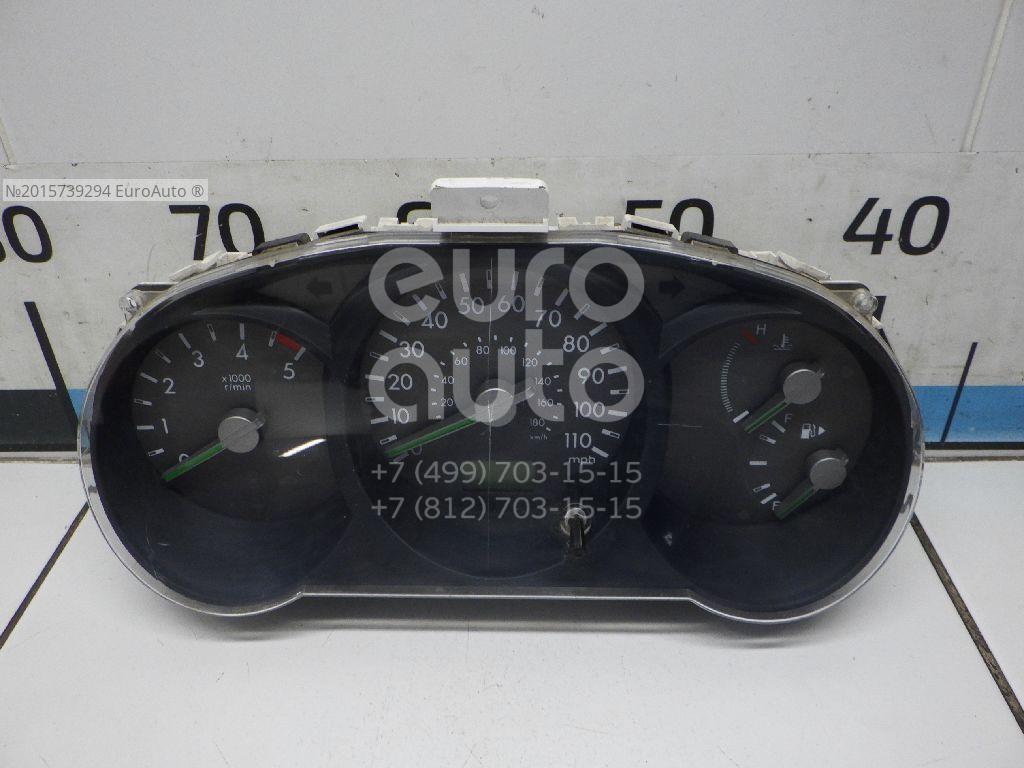 №2015739294 EuroAuto ®
70
50
40
euro
auto
+7 (499) 703-15-15
+7 (812) 703-15-15
0 1 2 3 4 5
x1000
r/min
0 10 20 30 40 50 60 70 80 90 100 110
mph
20 40 60 80 100 120 140 160 180
km/h
H
F